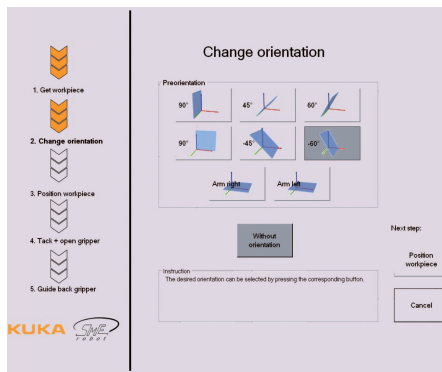 Change orientation
1. Get workpiece
2. Change orientation
3. Position workpiece
4. Tack + open gripper
5. Guide back gripper
Preorientation
90° 45° 60°
90° -45° -60°
Arm right Arm left
Without
orientation
Next step:
Position
workpiece
Instruction
The desired orientation can be selected by pressing the corresponding button.
Cancel
KUKA SME
robot